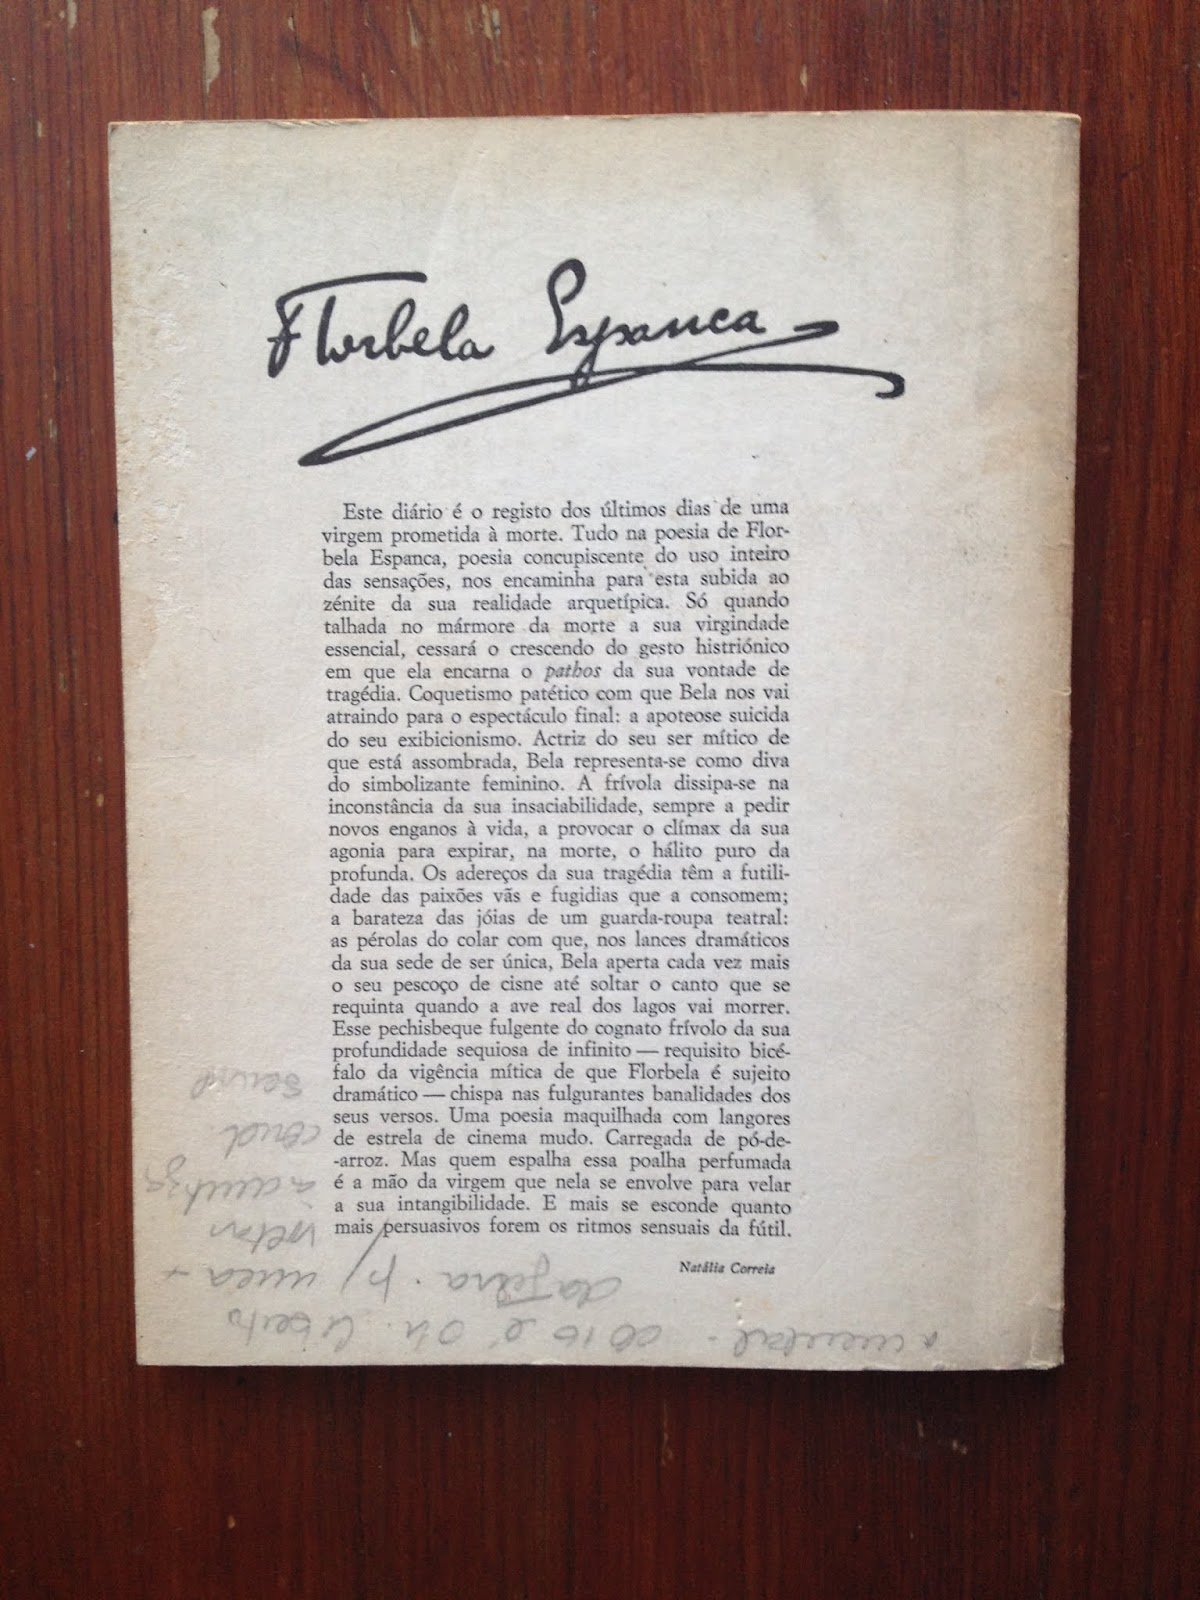 Florbela Espanca
Este diário é o registo dos últimos dias de uma
virgem prometida à morte. Tudo na poesia de Flor-
bela Espanca, poesia concupiscente do uso inteiro
das sensações, nos encaminha para esta subida ao
zénite da sua realidade arquetípica. Só quando
talhada no mármore da morte a sua virgindade
essencial, cessará o crescendo do gesto histriónico
em que ela encarna o pathos da sua vontade de
tragédia. Coquetismo patético com que Bela nos vai
atraindo para o espectáculo final: a apoteose suicida
do seu exibicionismo. Actriz do seu ser mítico de
que está assombrada, Bela representa-se como diva
do simbolizante feminino. A frívola dissipa-se na
inconstância da sua insaciabilidade, sempre a pedir
novos enganos à vida, a provocar o clímax da sua
agonia para expirar, na morte, o hálito puro da
profunda. Os adereços da sua tragédia têm a futili-
dade das paixões vãs e fugidias que a consomem;
a barateza das jóias de um guarda-roupa teatral:
as pérolas do colar com que, nos lances dramáticos
da sua sede de ser única, Bela aperta cada vez mais
o seu pescoço de cisne até soltar o canto que se
requinta quando a ave real dos lagos vai morrer.
Esse pechisbeque fulgente do cognato frívolo da sua
profundidade sequiosa de infinito — requisito bicé-
falo da vigência mítica de que Florbela é sujeito
dramático — chispa nas fulgurantes banalidades dos
seus versos. Uma poesia maquilhada com langores
de estrela de cinema mudo. Carregada de pó-de-
-arroz. Mas quem espalha essa poalha perfumada
é a mão da virgem que nela se envolve para velar
a sua intangibilidade. E mais se esconde quanto
mais persuasivos forem os ritmos sensuais da fútil.
Natália Correia